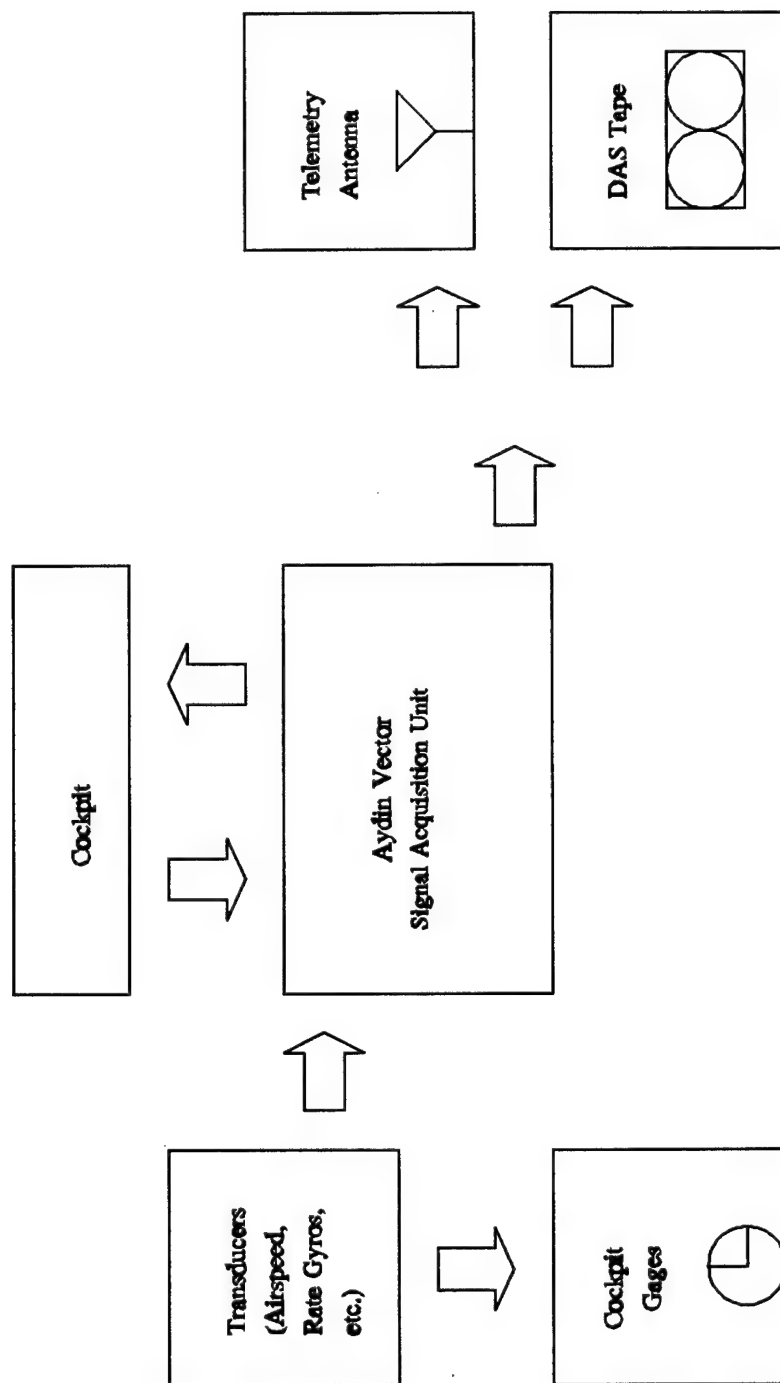 Cockpit
Transducers
(Airspeed,
Rate Gyros,
etc.)
Aydin Vector
Signal Acquisition Unit
Telemetry
Antenna
Cockpit
Gages
DAS Tape